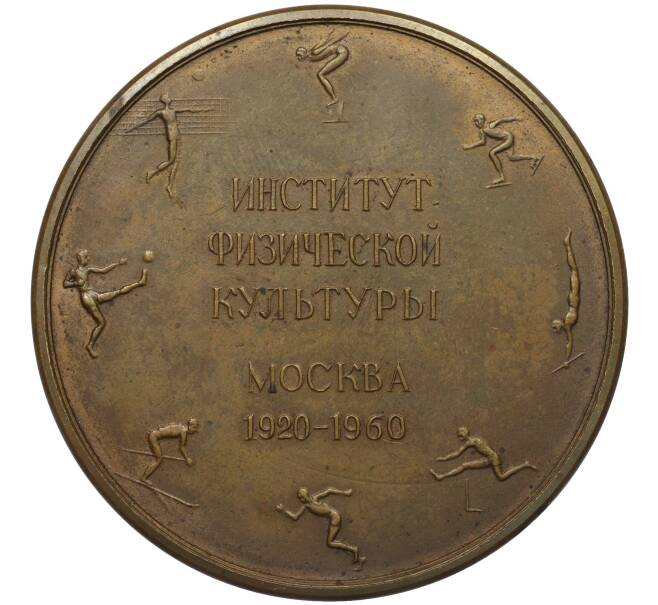 ИНСТИТУТ
ФИЗИЧЕСКОЙ
КУЛЬТУРЫ
МОСКВА
1920-1960